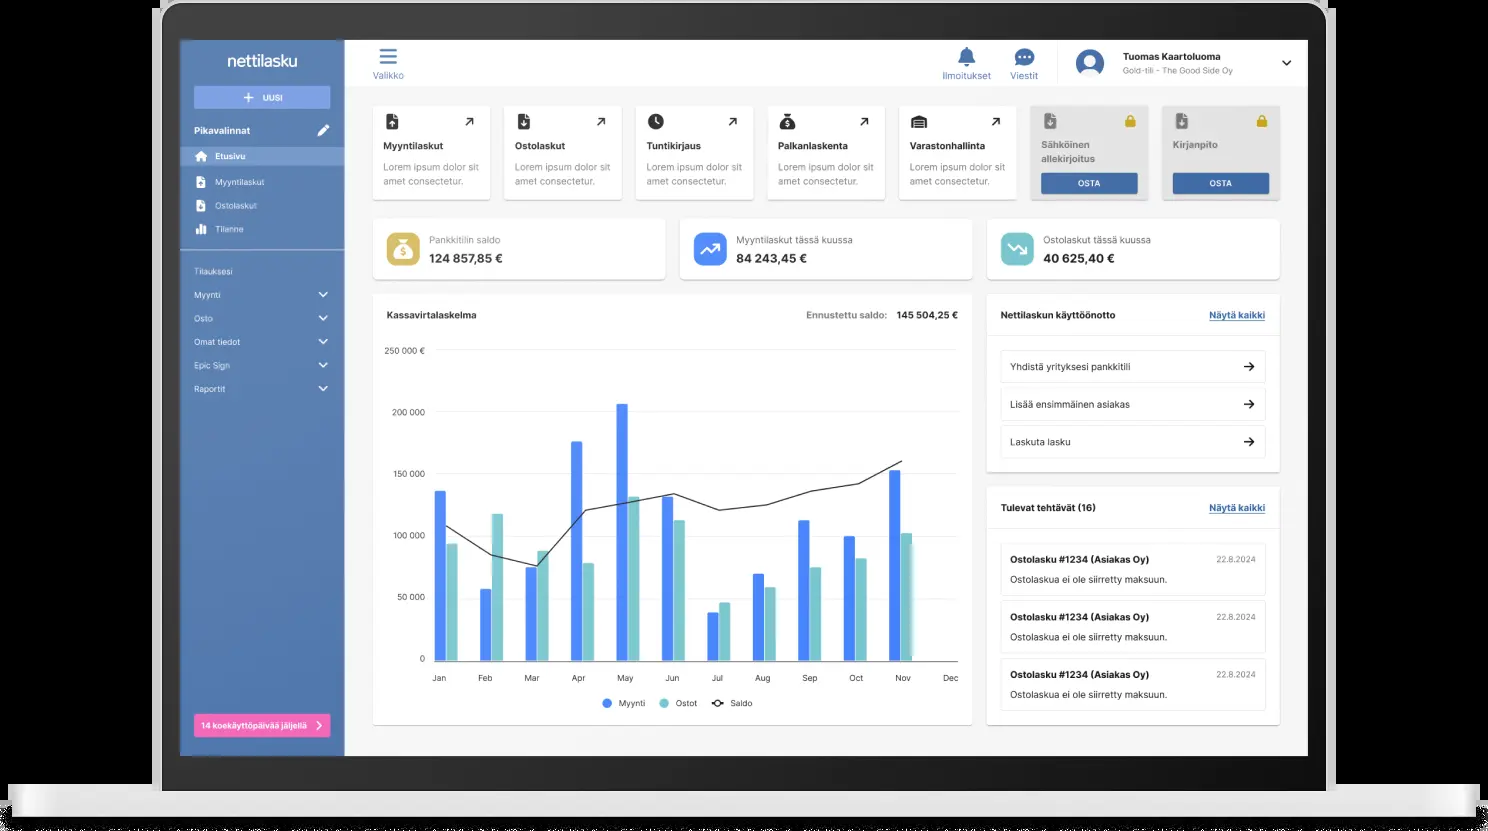 nettilasku
+ UUSI
Pikavalinnat
Etusivu
Myyntilaskut
Ostolaskut
Tilanne
Tilauksesi
Myynti
Osto
Omat tiedot
Epic Sign
Raportit
14 koekäyttöpäivää jäljellä
Valikko
Ilmoitukset
Viestit
Tuomas Kaartoluoma
Gold-tili - The Good Side Oy
Myyntilaskut
Lorem ipsum dolor sit
amet consectetur.
Ostolaskut
Lorem ipsum dolor sit
amet consectetur.
Tuntikirjaus
Lorem ipsum dolor sit
amet consectetur.
Palkanlaskenta
Lorem ipsum dolor sit
amet consectetur.
Varastonhallinta
Lorem ipsum dolor sit
amet consectetur.
Sähköinen
allekirjoitus
OSTA
Kirjanpito
OSTA
Pankkitilin saldo
124 857,85 €
Myyntilaskut tässä kuussa
84 243,45 €
Ostolaskut tässä kuussa
40 625,40 €
Kassavirtalaskelma
Ennustettu saldo: 145 504,25 €
250 000 €
200 000
150 000
100 000
50 000
0
Jan Feb Mar Apr May Jun Jul Aug Sep Oct Nov Dec
Myynti Ostot Saldo
Nettilaskun käyttöönotto
Näytä kaikki
Yhdistä yrityksesi pankkitili
Lisää ensimmäinen asiakas
Laskuta lasku
Tulevat tehtävät (16)
Näytä kaikki
Ostolasku #1234 (Asiakas Oy) 22.8.2024
Ostolaskua ei ole siirretty maksuun.
Ostolasku #1234 (Asiakas Oy) 22.8.2024
Ostolaskua ei ole siirretty maksuun.
Ostolasku #1234 (Asiakas Oy) 22.8.2024
Ostolaskua ei ole siirretty maksuun.